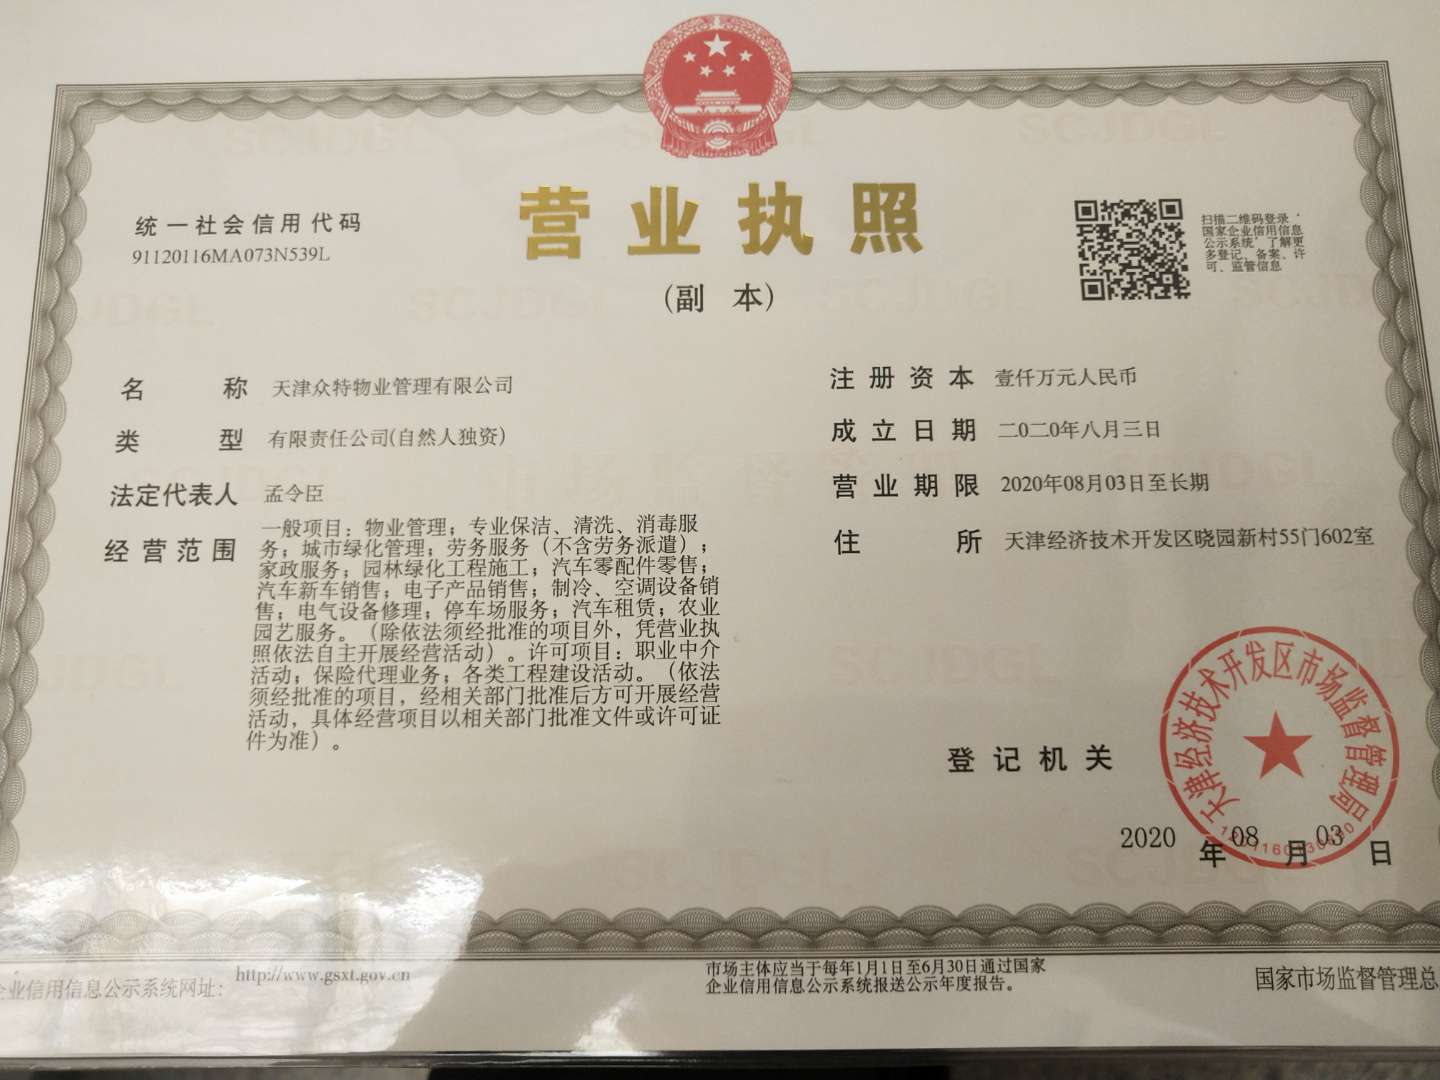 营业执照
(副 本)
统一社会信用代码
91120116MA073N539L
扫描二维码登录‘
国家企业信用信息
公示系统’了解更
多登记、备案、许
可、监管信息
名 称 天津众特物业管理有限公司
类 型 有限责任公司(自然人独资)
法定代表人 孟令臣
经营范围 一般项目：物业管理；专业保洁、清洗、消毒服
务；城市绿化管理；劳务服务（不含劳务派遣）；
家政服务；园林绿化工程施工；汽车零配件零售；
汽车新车销售；电子产品销售；制冷、空调设备销
售；电气设备修理；停车场服务；汽车租赁；农业
园艺服务。（除依法须经批准的项目外，凭营业执
照依法自主开展经营活动）。许可项目：职业中介
活动；保险代理业务；各类工程建设活动。（依法
须经批准的项目，经相关部门批准后方可开展经营
活动，具体经营项目以相关部门批准文件或许可证
件为准）。
注册资本 壹仟万元人民币
成立日期 二〇二〇年八月三日
营业期限 2020年08月03日至长期
住 所 天津经济技术开发区晓园新村55门602室
登记机关
天津经济技术开发区市场监督管理局
2020 年 08 月 03 日
企业信用信息公示系统网址：
http://www.gsxt.gov.cn
市场主体应当于每年1月1日至6月30日通过国家
企业信用信息公示系统报送公示年度报告。
国家市场监督管理总